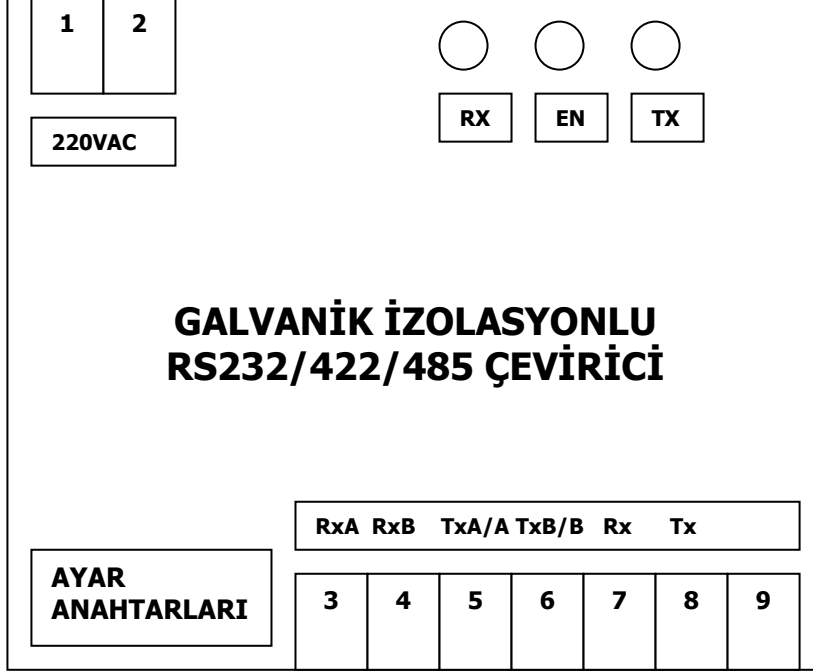 1 2
RX EN TX
220VAC
GALVANİK İZOLASYONLU
RS232/422/485 ÇEVİRİCİ
RxA RxB TxA/A TxB/B Rx Tx
AYAR
ANAHTARLARI
3 4 5 6 7 8 9